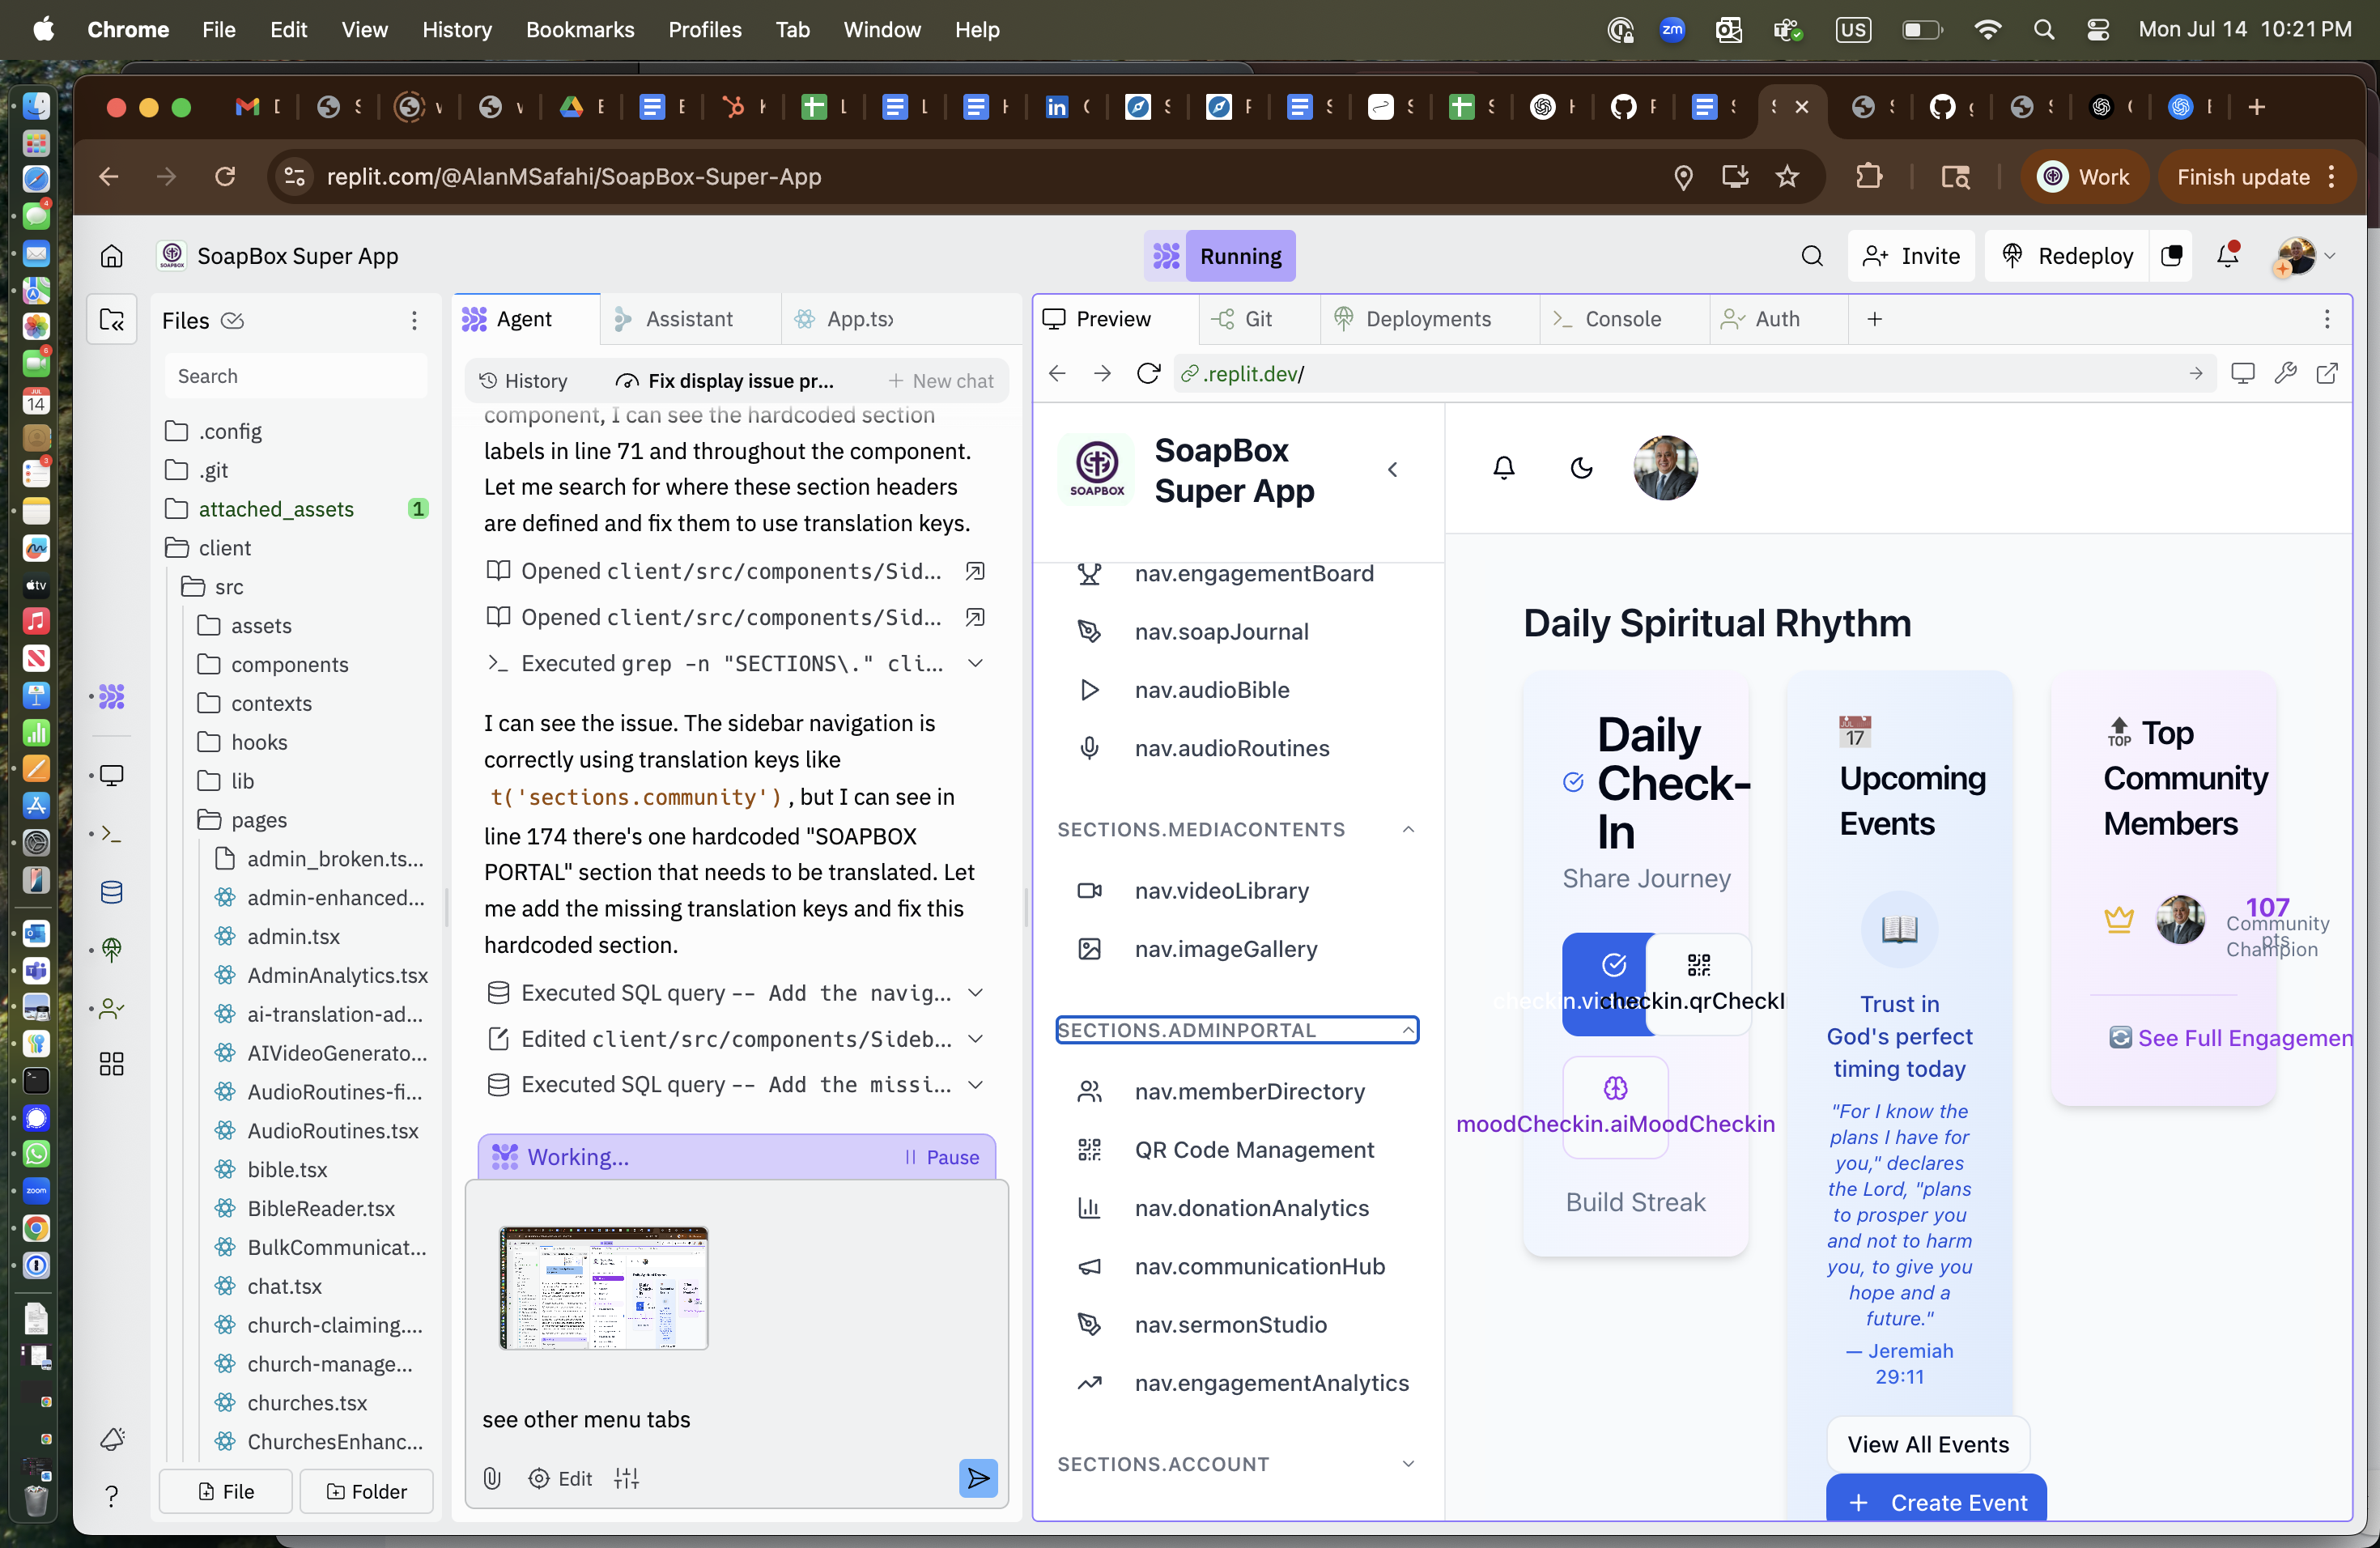 Chrome File Edit View History Bookmarks Profiles Tab Window Help
zm
US
Mon Jul 14 10:21 PM
replit.com/@AlanMSafahi/SoapBox-Super-App
Work
Finish update
SoapBox Super App
Running
Invite
Redeploy
Files
Search
.config
.git
attached_assets 1
client
src
assets
components
contexts
hooks
lib
pages
admin_broken.ts...
admin-enhanced...
admin.tsx
AdminAnalytics.tsx
ai-translation-ad...
AIVideoGenerato...
AudioRoutines-fi...
AudioRoutines.tsx
bible.tsx
BibleReader.tsx
BulkCommunicat...
chat.tsx
church-claiming....
church-manage...
churches.tsx
ChurchesEnhanc...
File
Folder
Agent
Assistant
App.tsx
History
Fix display issue pr...
New chat
component, I can see the hardcoded section
labels in line 71 and throughout the component.
Let me search for where these section headers
are defined and fix them to use translation keys.
Opened client/src/components/Sid...
Opened client/src/components/Sid...
Executed grep -n "SECTIONS\." cli...
I can see the issue. The sidebar navigation is
correctly using translation keys like
t('sections.community') , but I can see in
line 174 there's one hardcoded "SOAPBOX
PORTAL" section that needs to be translated. Let
me add the missing translation keys and fix this
hardcoded section.
Executed SQL query -- Add the navig...
Edited client/src/components/Sideb...
Executed SQL query -- Add the missi...
Working...
Pause
see other menu tabs
Edit
Preview
Git
Deployments
Console
Auth
.replit.dev/
SOAPBOX
SoapBox
Super App
nav.engagementBoard
nav.soapJournal
nav.audioBible
nav.audioRoutines
SECTIONS.MEDIACONTENTS
nav.videoLibrary
nav.imageGallery
SECTIONS.ADMINPORTAL
nav.memberDirectory
QR Code Management
nav.donationAnalytics
nav.communicationHub
nav.sermonStudio
nav.engagementAnalytics
SECTIONS.ACCOUNT
Daily Spiritual Rhythm
Daily
Check-
In
Share Journey
checkin.qrCheckI
moodCheckin.aiMoodCheckin
Build Streak
JUL
17
Upcoming
Events
Trust in
God's perfect
timing today
"For I know the
plans I have for
you," declares
the Lord, "plans
to prosper you
and not to harm
you, to give you
hope and a
future."
— Jeremiah
29:11
View All Events
Create Event
TOP
Top
Community
Members
107
pts
Community
Champion
See Full Engagemen